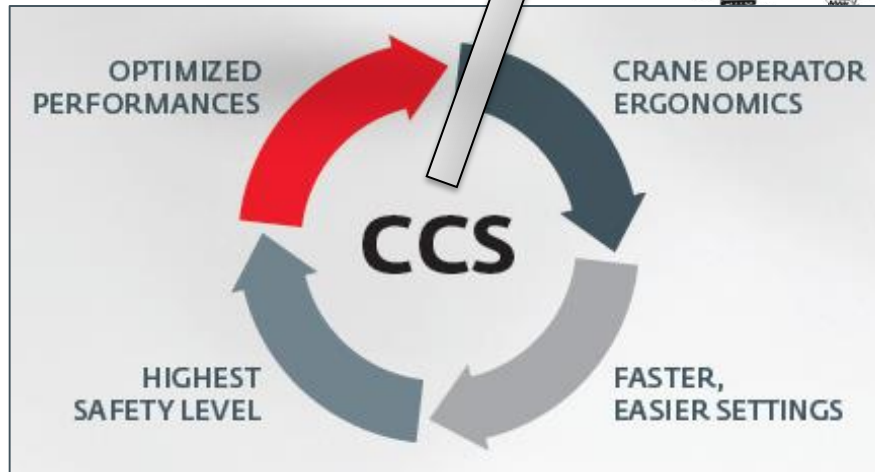 OPTIMIZED
PERFORMANCES
CRANE OPERATOR
ERGONOMICS
CCS
HIGHEST
SAFETY LEVEL
FASTER,
EASIER SETTINGS